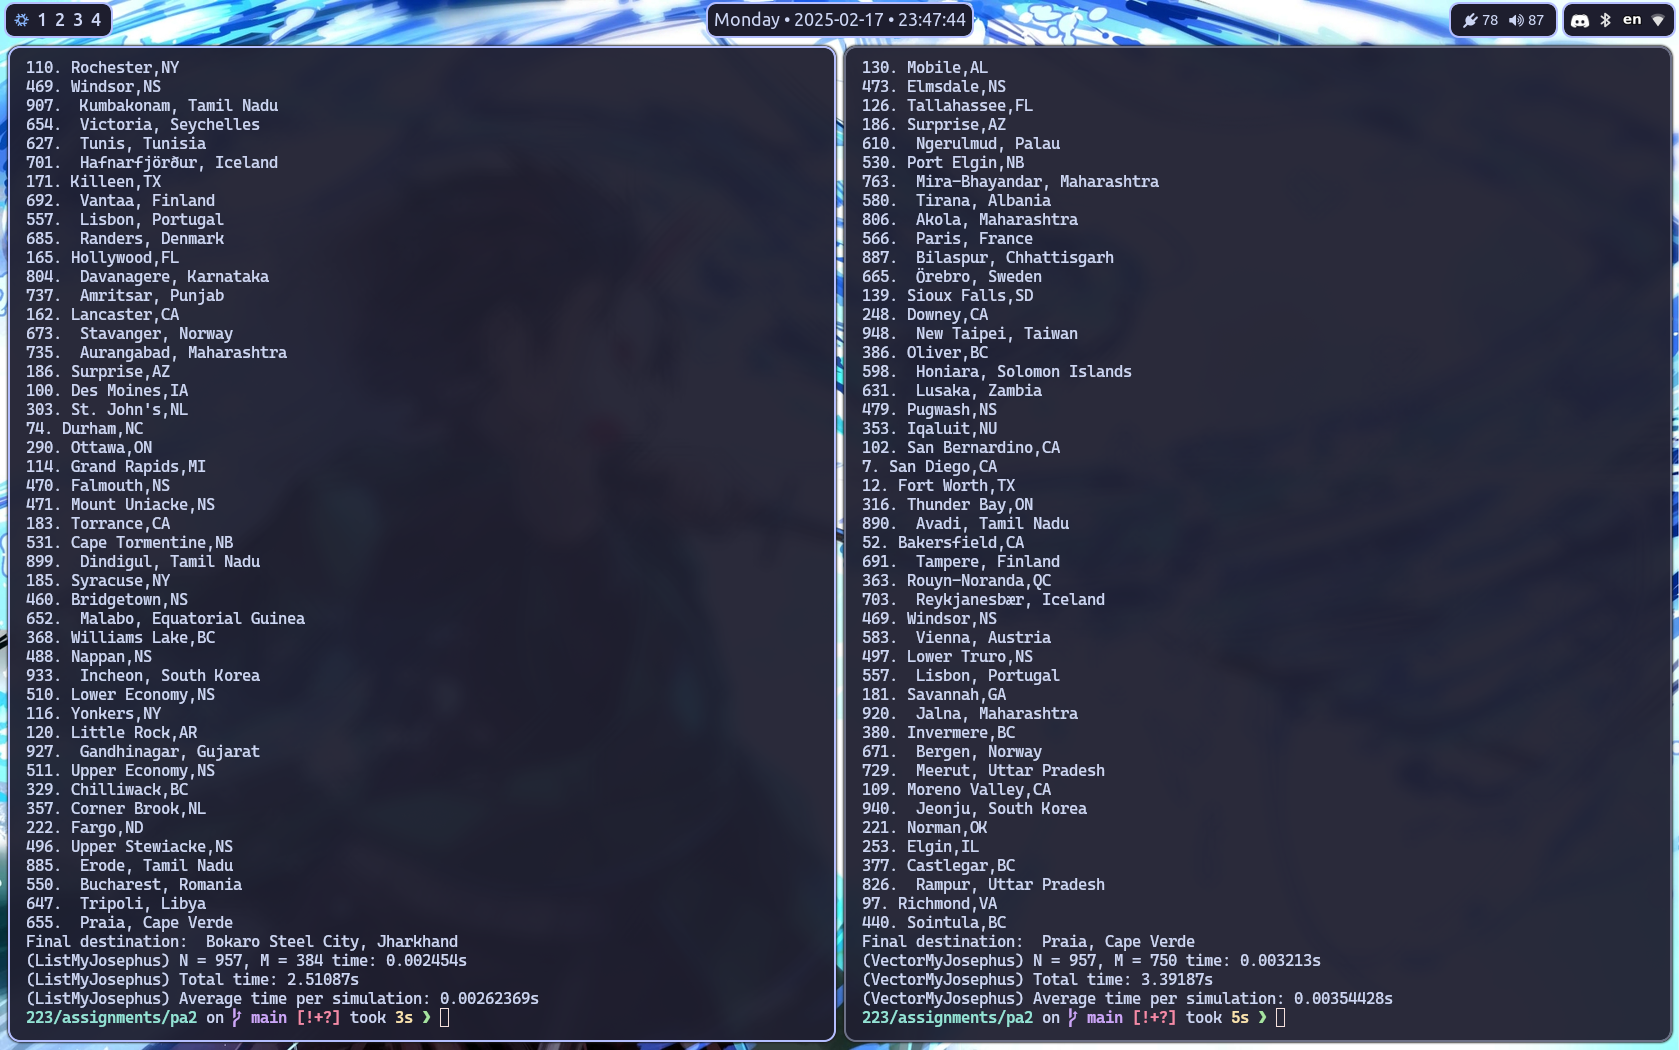 1 2 3 4
Monday • 2025-02-17 • 23:47:44
78 87
en
110. Rochester,NY
469. Windsor,NS
907.  Kumbakonam, Tamil Nadu
654.  Victoria, Seychelles
627.  Tunis, Tunisia
701.  Hafnarfjörður, Iceland
171. Killeen,TX
692.  Vantaa, Finland
557.  Lisbon, Portugal
685.  Randers, Denmark
165. Hollywood,FL
804.  Davanagere, Karnataka
737.  Amritsar, Punjab
162. Lancaster,CA
673.  Stavanger, Norway
735.  Aurangabad, Maharashtra
186. Surprise,AZ
100. Des Moines,IA
303. St. John's,NL
74. Durham,NC
290. Ottawa,ON
114. Grand Rapids,MI
470. Falmouth,NS
471. Mount Uniacke,NS
183. Torrance,CA
531. Cape Tormentine,NB
899.  Dindigul, Tamil Nadu
185. Syracuse,NY
460. Bridgetown,NS
652.  Malabo, Equatorial Guinea
368. Williams Lake,BC
488. Nappan,NS
933.  Incheon, South Korea
510. Lower Economy,NS
116. Yonkers,NY
120. Little Rock,AR
927.  Gandhinagar, Gujarat
511. Upper Economy,NS
329. Chilliwack,BC
357. Corner Brook,NL
222. Fargo,ND
496. Upper Stewiacke,NS
885.  Erode, Tamil Nadu
550.  Bucharest, Romania
647.  Tripoli, Libya
655.  Praia, Cape Verde
Final destination:  Bokaro Steel City, Jharkhand
(ListMyJosephus) N = 957, M = 384 time: 0.002454s
(ListMyJosephus) Total time: 2.51087s
(ListMyJosephus) Average time per simulation: 0.00262369s
223/assignments/pa2 on main [!+?] took 3s ❯
130. Mobile,AL
473. Elmsdale,NS
126. Tallahassee,FL
186. Surprise,AZ
610.  Ngerulmud, Palau
530. Port Elgin,NB
763.  Mira-Bhayandar, Maharashtra
580.  Tirana, Albania
806.  Akola, Maharashtra
566.  Paris, France
887.  Bilaspur, Chhattisgarh
665.  Örebro, Sweden
139. Sioux Falls,SD
248. Downey,CA
948.  New Taipei, Taiwan
386. Oliver,BC
598.  Honiara, Solomon Islands
631.  Lusaka, Zambia
479. Pugwash,NS
353. Iqaluit,NU
102. San Bernardino,CA
7. San Diego,CA
12. Fort Worth,TX
316. Thunder Bay,ON
890.  Avadi, Tamil Nadu
52. Bakersfield,CA
691.  Tampere, Finland
363. Rouyn-Noranda,QC
703.  Reykjanesbær, Iceland
469. Windsor,NS
583.  Vienna, Austria
497. Lower Truro,NS
557.  Lisbon, Portugal
181. Savannah,GA
920.  Jalna, Maharashtra
380. Invermere,BC
671.  Bergen, Norway
729.  Meerut, Uttar Pradesh
109. Moreno Valley,CA
940.  Jeonju, South Korea
221. Norman,OK
253. Elgin,IL
377. Castlegar,BC
826.  Rampur, Uttar Pradesh
97. Richmond,VA
440. Sointula,BC
Final destination:  Praia, Cape Verde
(VectorMyJosephus) N = 957, M = 750 time: 0.003213s
(VectorMyJosephus) Total time: 3.39187s
(VectorMyJosephus) Average time per simulation: 0.00354428s
223/assignments/pa2 on main [!+?] took 5s ❯